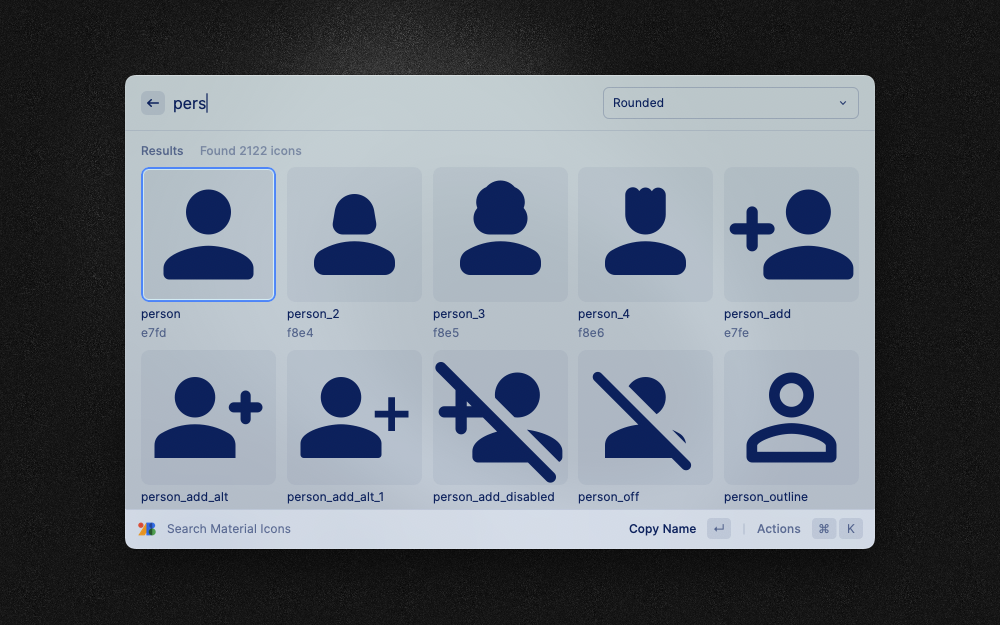 pers
Rounded
Results Found 2122 icons
person person_2 person_3 person_4 person_add
e7fd f8e4 f8e5 f8e6 e7fe
person_add_alt person_add_alt_1 person_add_disabled person_off person_outline
Search Material Icons Copy Name ↵ Actions ⌘ K